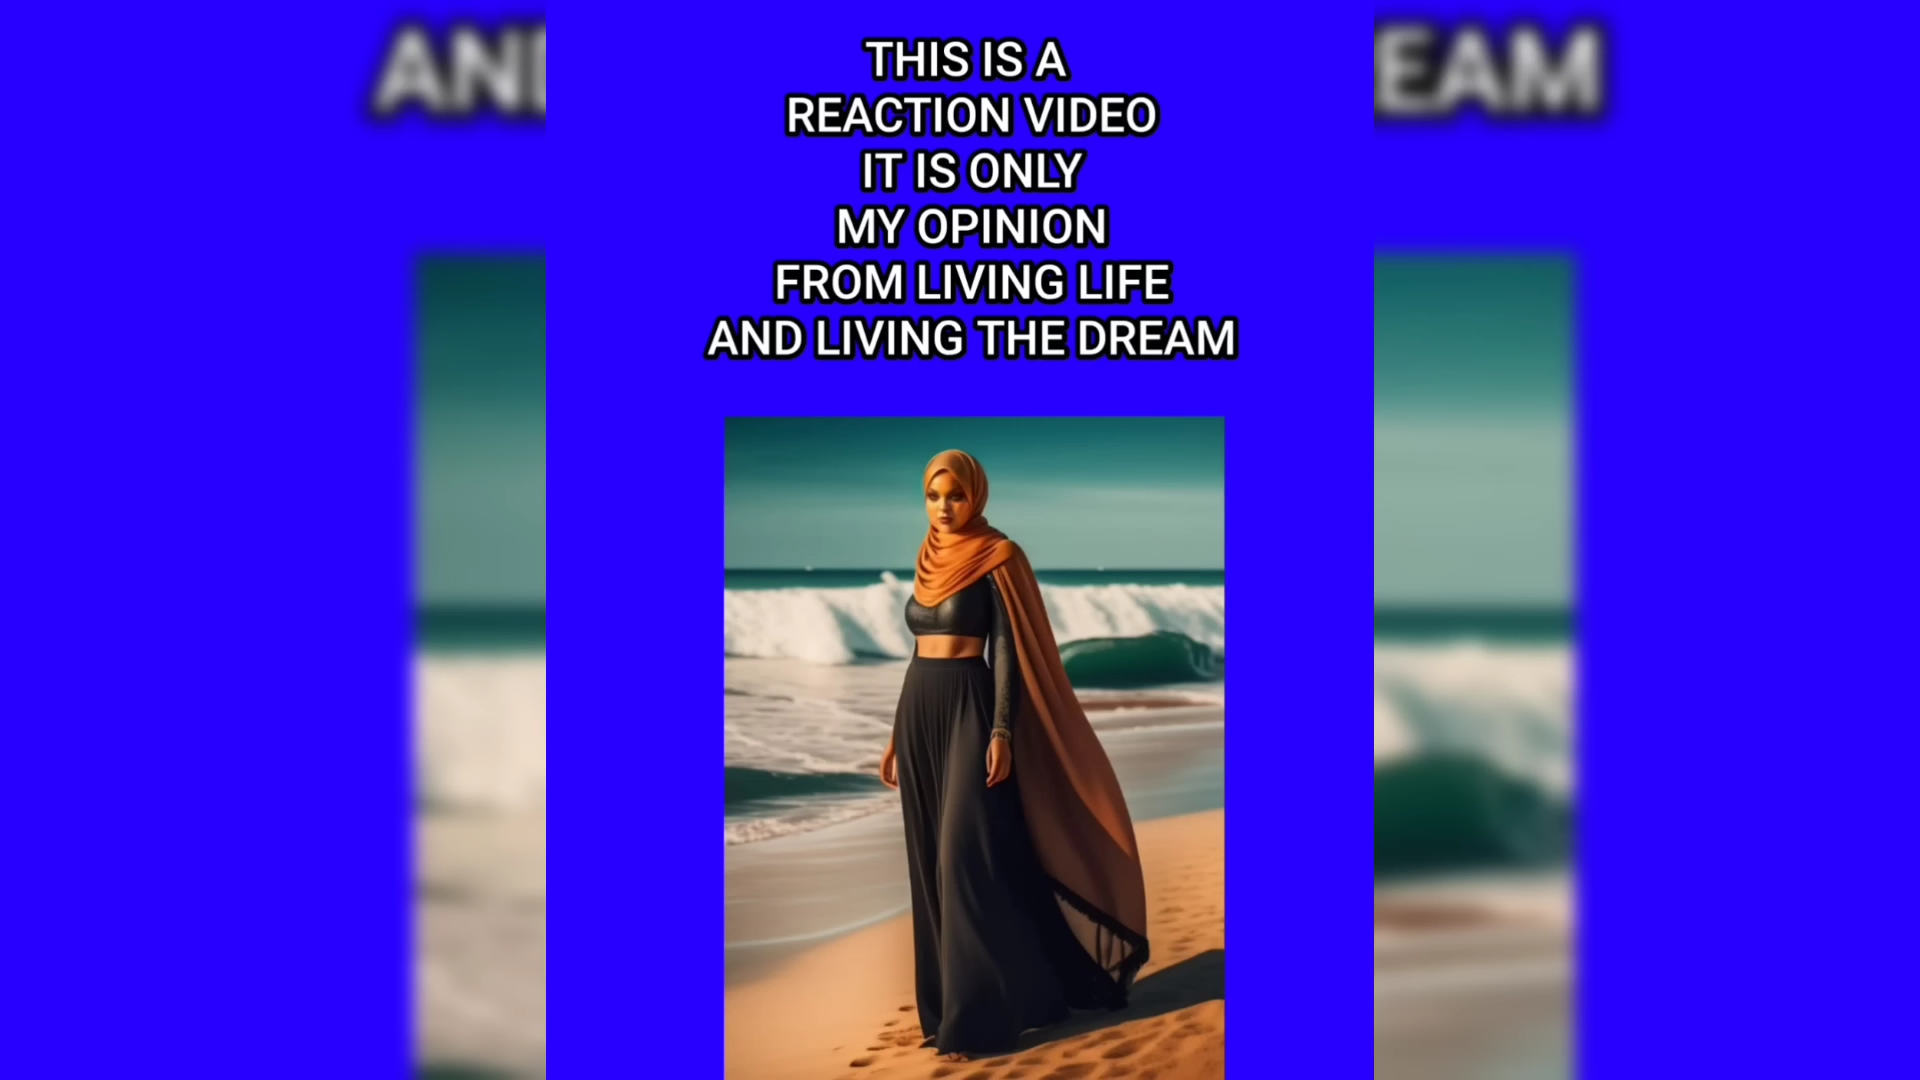 THIS IS A
REACTION VIDEO
IT IS ONLY
MY OPINION
FROM LIVING LIFE
AND LIVING THE DREAM